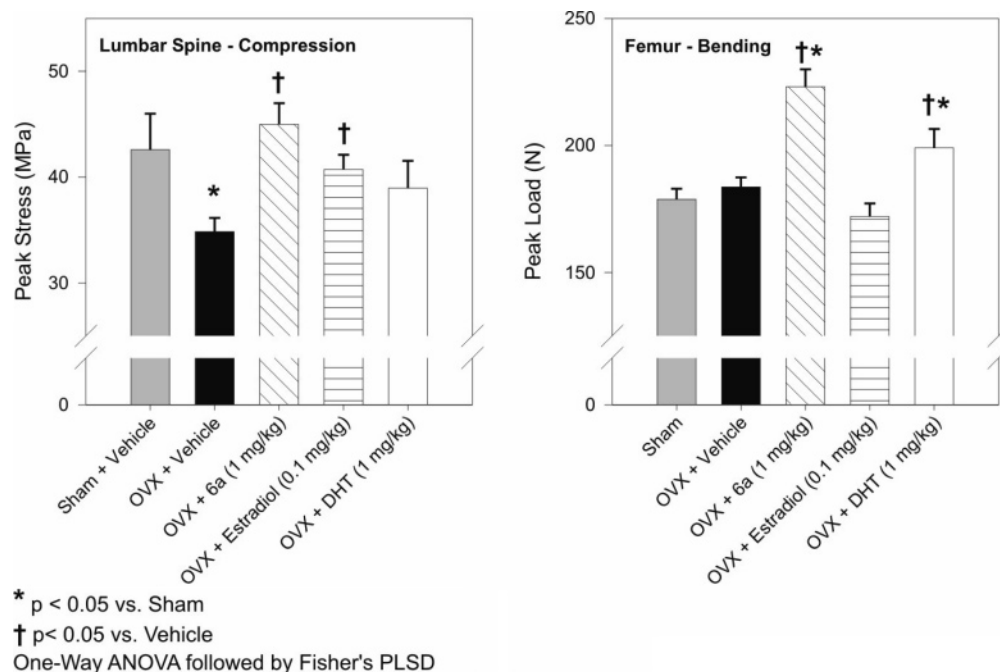 Lumbar Spine - Compression
Peak Stress (MPa)
50
40
30
0
†
*
†
Sham + Vehicle
OVX + Vehicle
OVX + 6a (1 mg/kg)
OVX + Estradiol (0.1 mg/kg)
OVX + DHT (1 mg/kg)
Femur - Bending
Peak Load (N)
250
200
150
0
†*
†*
Sham
OVX + Vehicle
OVX + 6a (1 mg/kg)
OVX + Estradiol (0.1 mg/kg)
OVX + DHT (1 mg/kg)
* p < 0.05 vs. Sham
† p< 0.05 vs. Vehicle
One-Way ANOVA followed by Fisher's PLSD